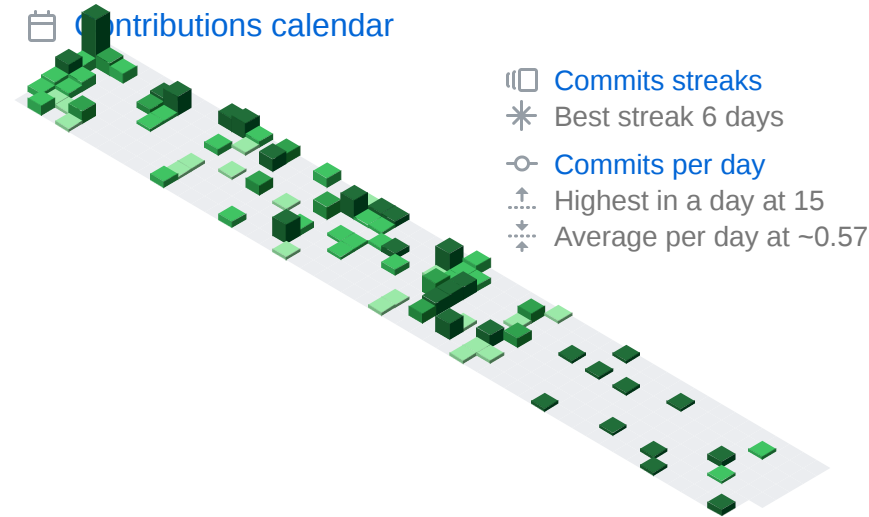 Contributions calendar
Commits streaks
Best streak 6 days
Commits per day
Highest in a day at 15
Average per day at ~0.57